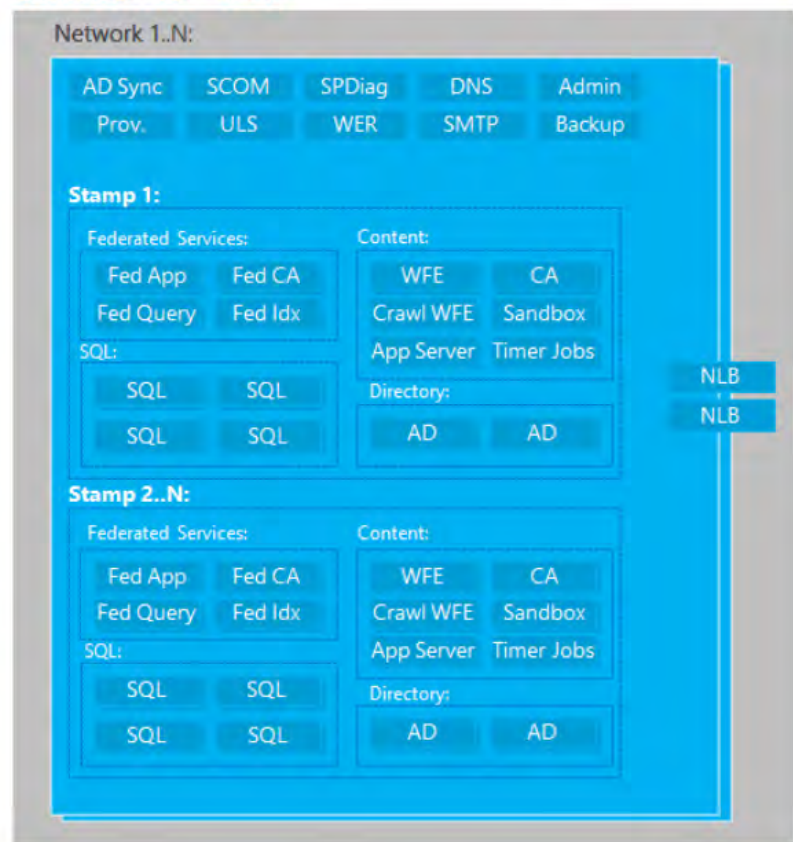 Network 1..N:
AD Sync SCOM SPDiag DNS Admin
Prov. ULS WER SMTP Backup
Stamp 1:
Federated Services: Content:
Fed App Fed CA WFE CA
Fed Query Fed Idx Crawl WFE Sandbox
SQL: App Server Timer Jobs
SQL SQL Directory:
SQL SQL AD AD
NLB
NLB
Stamp 2..N:
Federated Services: Content:
Fed App Fed CA WFE CA
Fed Query Fed Idx Crawl WFE Sandbox
SQL: App Server Timer Jobs
SQL SQL Directory:
SQL SQL AD AD